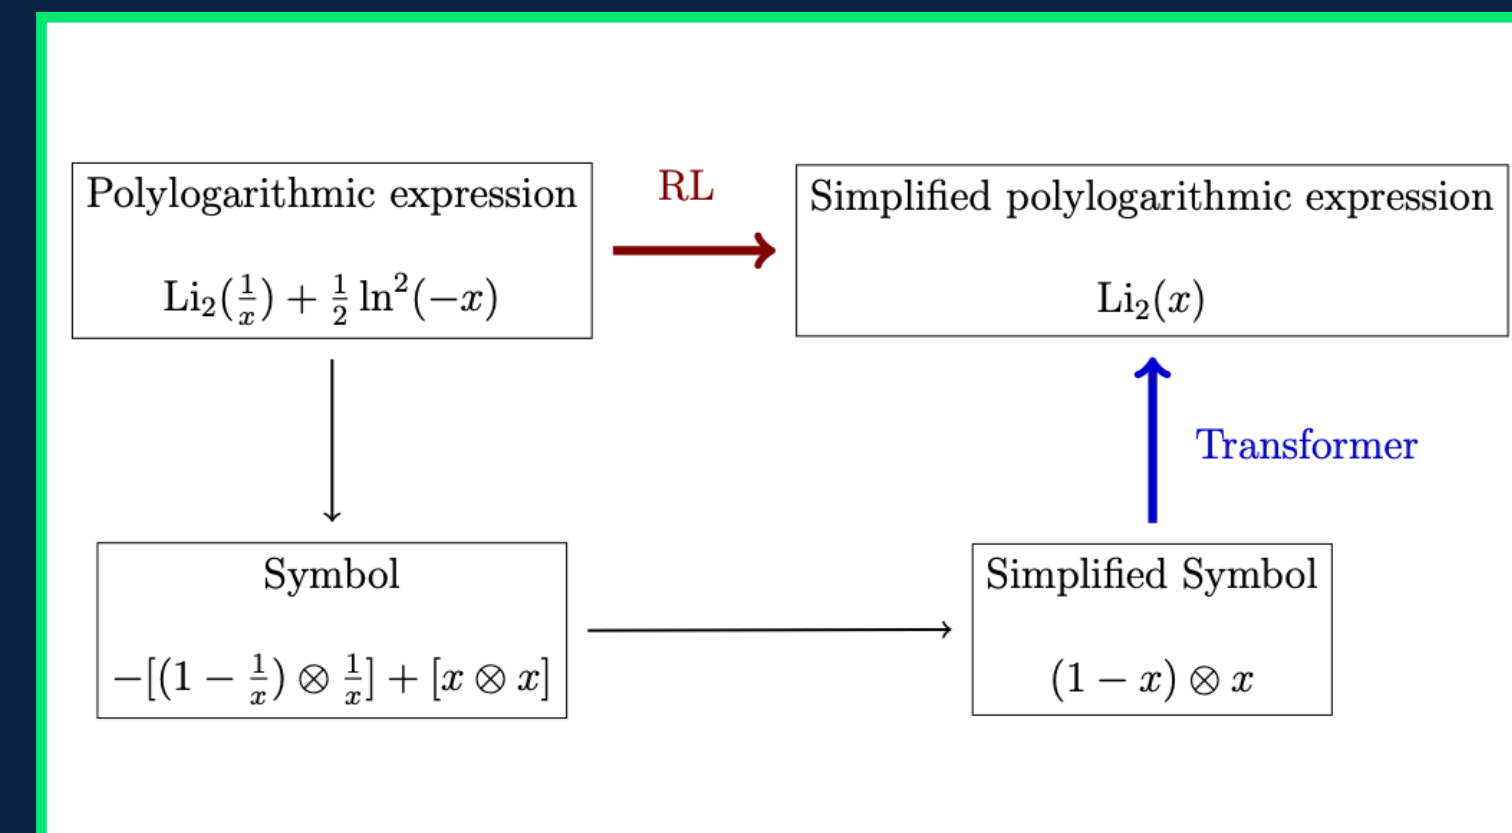 Polylogarithmic expression
Li₂(1/x) + 1/2 ln²(−x)
RL
Simplified polylogarithmic expression
Li₂(x)
Transformer
Symbol
−[(1 − 1/x) ⊗ 1/x] + [x ⊗ x]
Simplified Symbol
(1 − x) ⊗ x